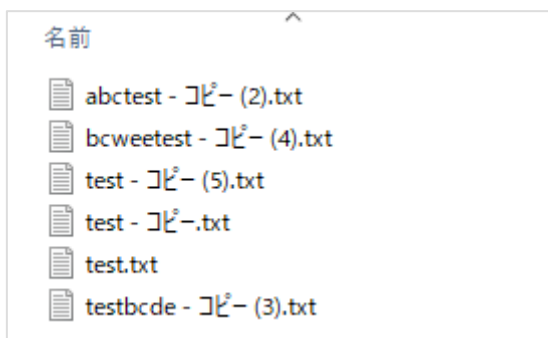 名前
abctest - コピー (2).txt
bcweetest - コピー (4).txt
test - コピー (5).txt
test - コピー.txt
test.txt
testbcde - コピー (3).txt